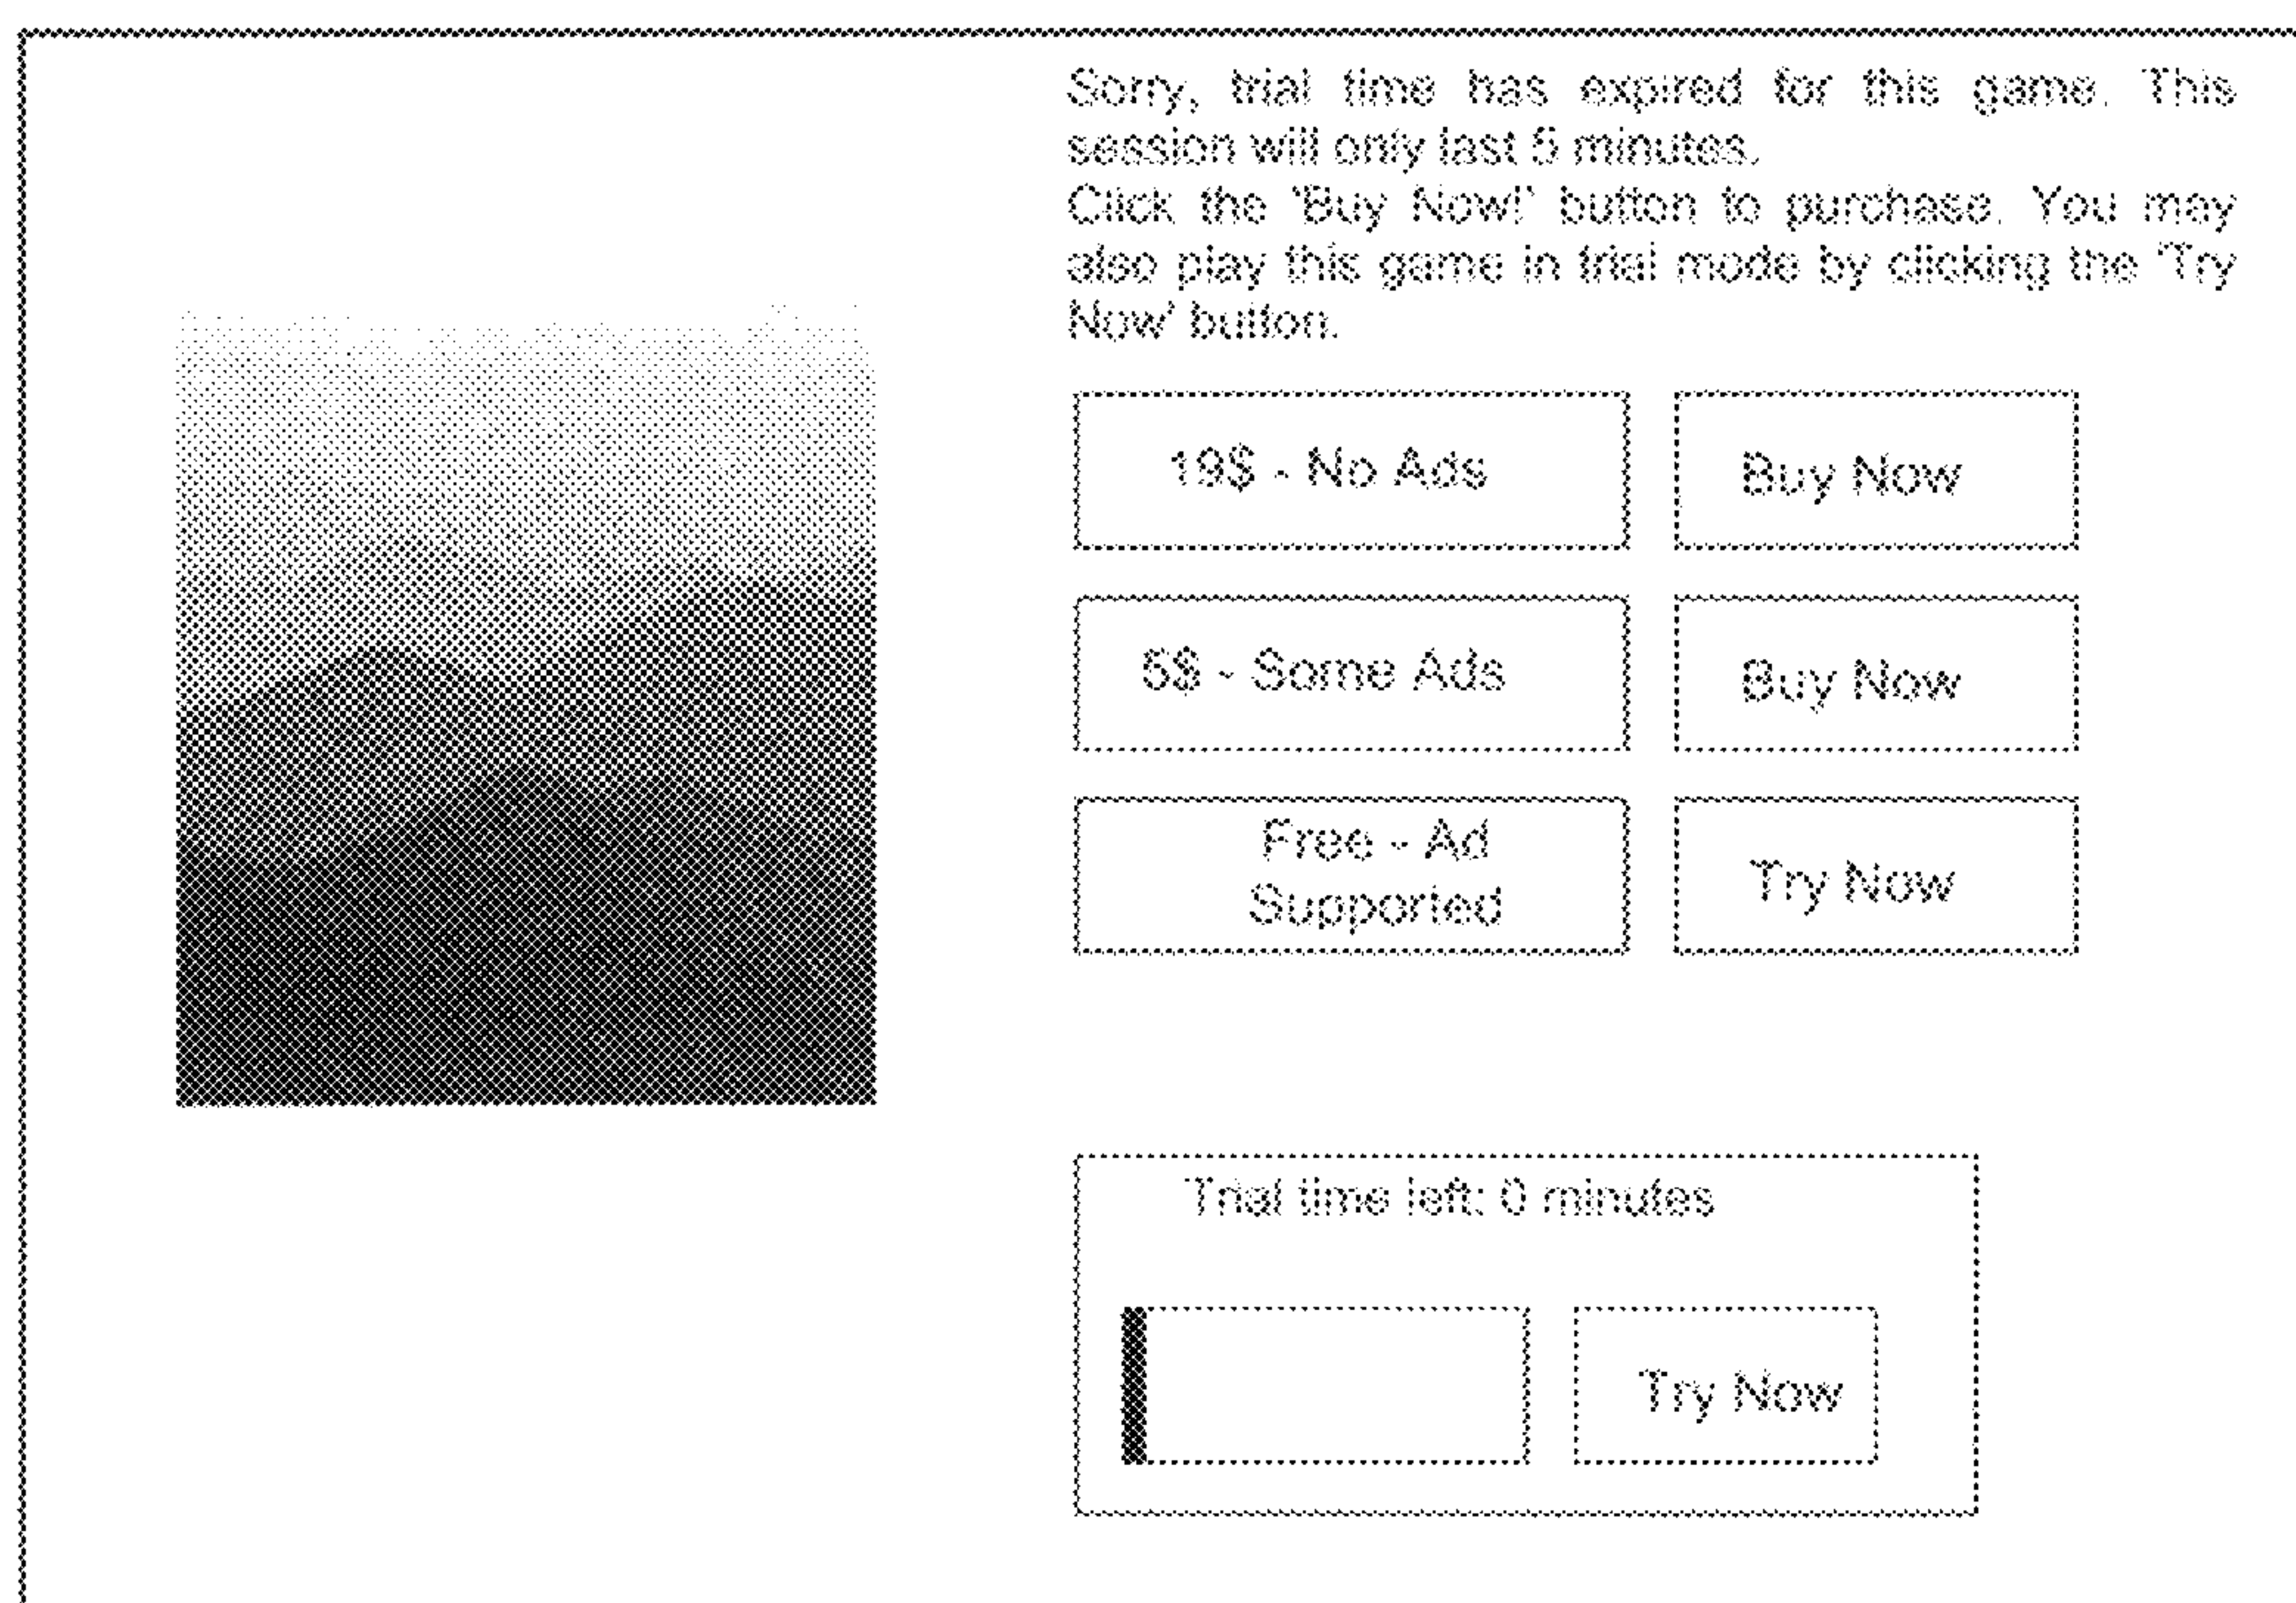 Sorry, trial time has expired for this game. This
session will only last 5 minutes.
Click the 'Buy Now!' button to purchase. You may
also play this game in trial mode by clicking the 'Try
Now' button.
19$ - No Ads
Buy Now
5$ - Some Ads
Buy Now
Free - Ad
Supported
Try Now
Trial time left: 0 minutes
Try Now